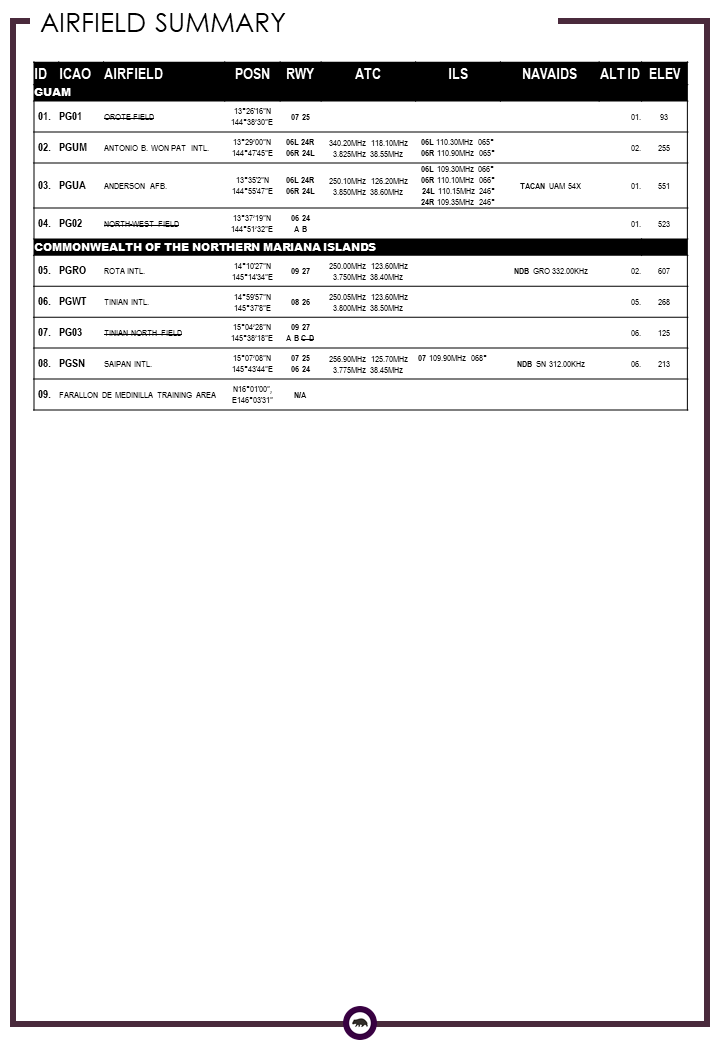 AIRFIELD SUMMARY
ID ICAO AIRFIELD POSN RWY ATC ILS NAVAIDS ALT ID ELEV
GUAM
01. PG01 OROTE FIELD 13°26'16"N 144°38'30"E 07 25 01. 93
02. PGUM ANTONIO B. WON PAT INTL. 13°29'00"N 144°47'45"E 06L 24R 06R 24L 340.20MHz 118.10MHz 3.825MHz 38.55MHz 06L 110.30MHz 065° 06R 110.90MHz 065° 02. 255
03. PGUA ANDERSON AFB. 13°35'2"N 144°55'47"E 06L 24R 06R 24L 250.10MHz 126.20MHz 3.850MHz 38.60MHz 06L 109.30MHz 066° 06R 110.10MHz 066° 24L 110.15MHz 246° 24R 109.35MHz 246° TACAN UAM 54X 01. 551
04. PG02 NORTH-WEST FIELD 13°37'19"N 144°51'32"E 06 24 A B 01. 523
COMMONWEALTH OF THE NORTHERN MARIANA ISLANDS
05. PGRO ROTA INTL. 14°10'27"N 145°14'34"E 09 27 250.00MHz 123.60MHz 3.750MHz 38.40MHz NDB GRO 332.00KHz 02. 607
06. PGWT TINIAN INTL. 14°59'57"N 145°37'8"E 08 26 250.05MHz 123.60MHz 3.800MHz 38.50MHz 05. 268
07. PG03 TINIAN NORTH FIELD 15°04'28"N 145°38'18"E 09 27 A B C D 06. 125
08. PGSN SAIPAN INTL. 15°07'08"N 145°43'44"E 07 25 06 24 256.90MHz 125.70MHz 3.775MHz 38.45MHz 07 109.90MHz 068° NDB SN 312.00KHz 06. 213
09. FARALLON DE MEDINILLA TRAINING AREA N16°01'00", E146°03'31" N/A